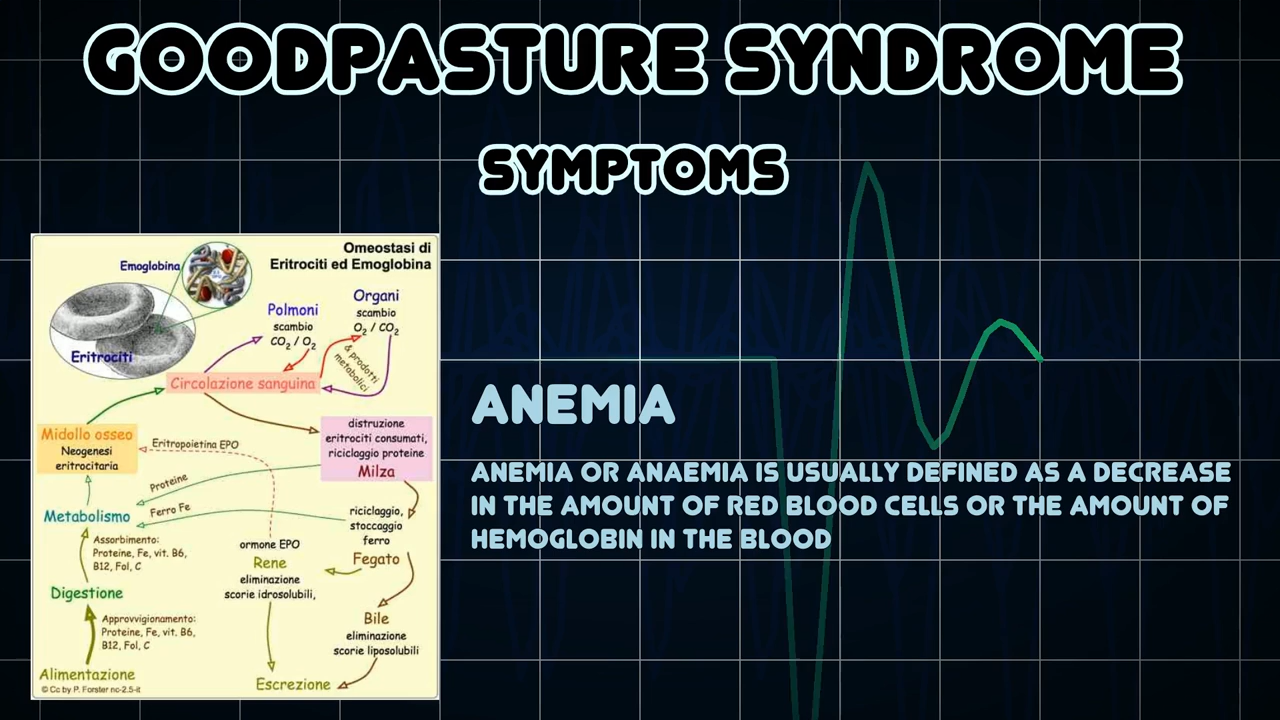 GOODPASTURE SYNDROME
SYMPTOMS
Omeostasi di
Eritrociti ed Emoglobina
Emoglobina
Eritrociti
Polmoni
scambio
CO2 / O2
Organi
scambio
O2 / CO2
& prodotti
metabolici
Circolazione sanguina
Midollo osseo
Neogenesi
eritrocitaria
Eritropoietina EPO
distruzione
eritrociti consumati,
riciclaggio proteine
Milza
Proteine
Ferro Fe
Metabolismo
riciclaggio,
stoccaggio
ferro
Fegato
Assorbimento:
Proteine, Fe, vit. B6,
B12, Fol, C
ormone EPO
Rene
eliminazione
scorie idrosolubili,
Digestione
Approvvigionamento:
Proteine, Fe, vit. B6,
B12, Fol, C
Bile
eliminazione
scorie liposolubili
Alimentazione
Escrezione
© Cc by P. Forster nc-2.5-it
ANEMIA
ANEMIA OR ANAEMIA IS USUALLY DEFINED AS A DECREASE
IN THE AMOUNT OF RED BLOOD CELLS OR THE AMOUNT OF
HEMOGLOBIN IN THE BLOOD